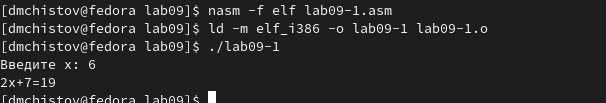 [dmchistov@fedora lab09]$ nasm -f elf lab09-1.asm
[dmchistov@fedora lab09]$ ld -m elf_i386 -o lab09-1 lab09-1.o
[dmchistov@fedora lab09]$ ./lab09-1
Введите x: 6
2x+7=19
[dmchistov@fedora lab09]$